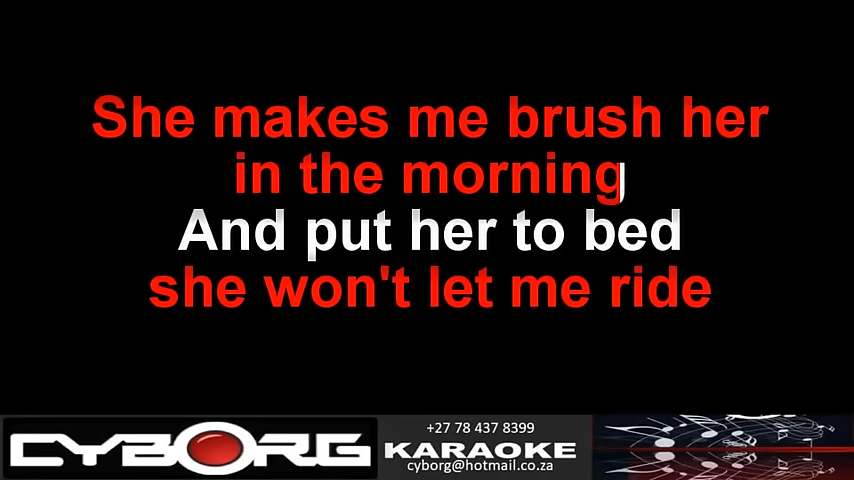 She makes me brush her
in the morning
And put her to bed
she won't let me ride
CYBORG
+27 78 437 8399
KARAOKE
cyborg@hotmail.co.za